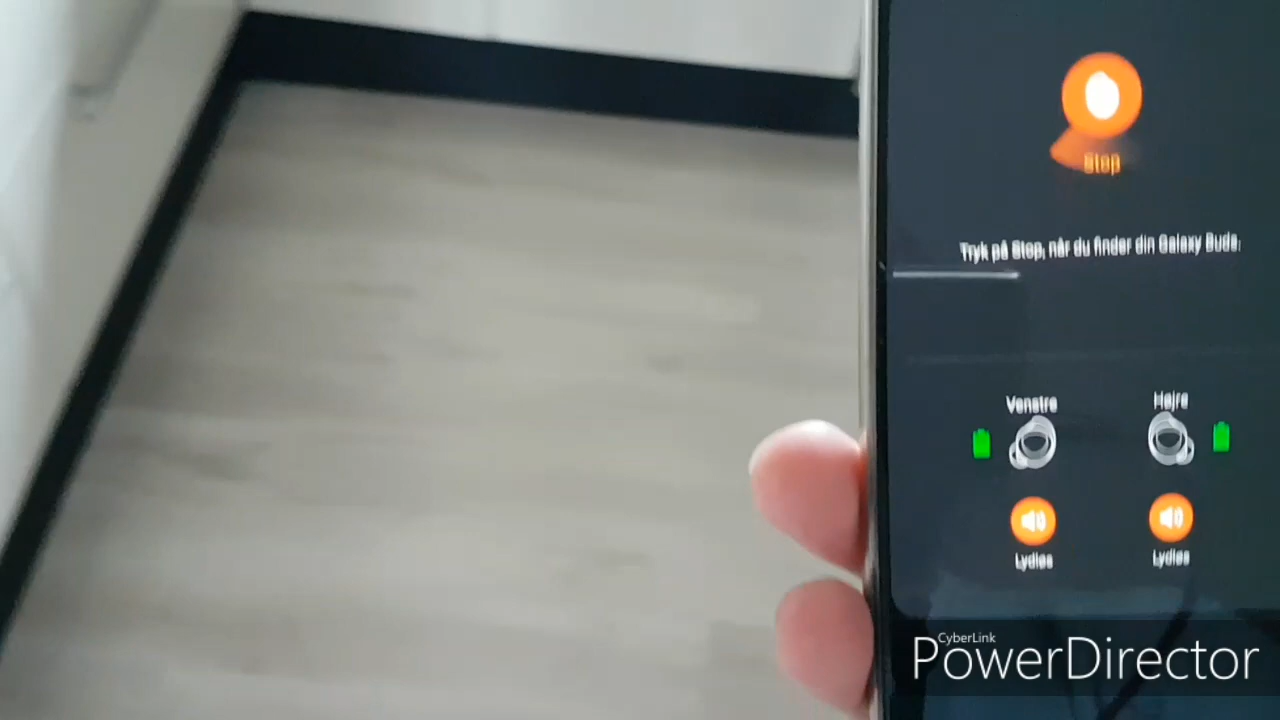 Stop
Tryk på Stop, når du finder din Galaxy Buds.
Venstre
Højre
Lydløs
Lydløs
CyberLink
PowerDirector